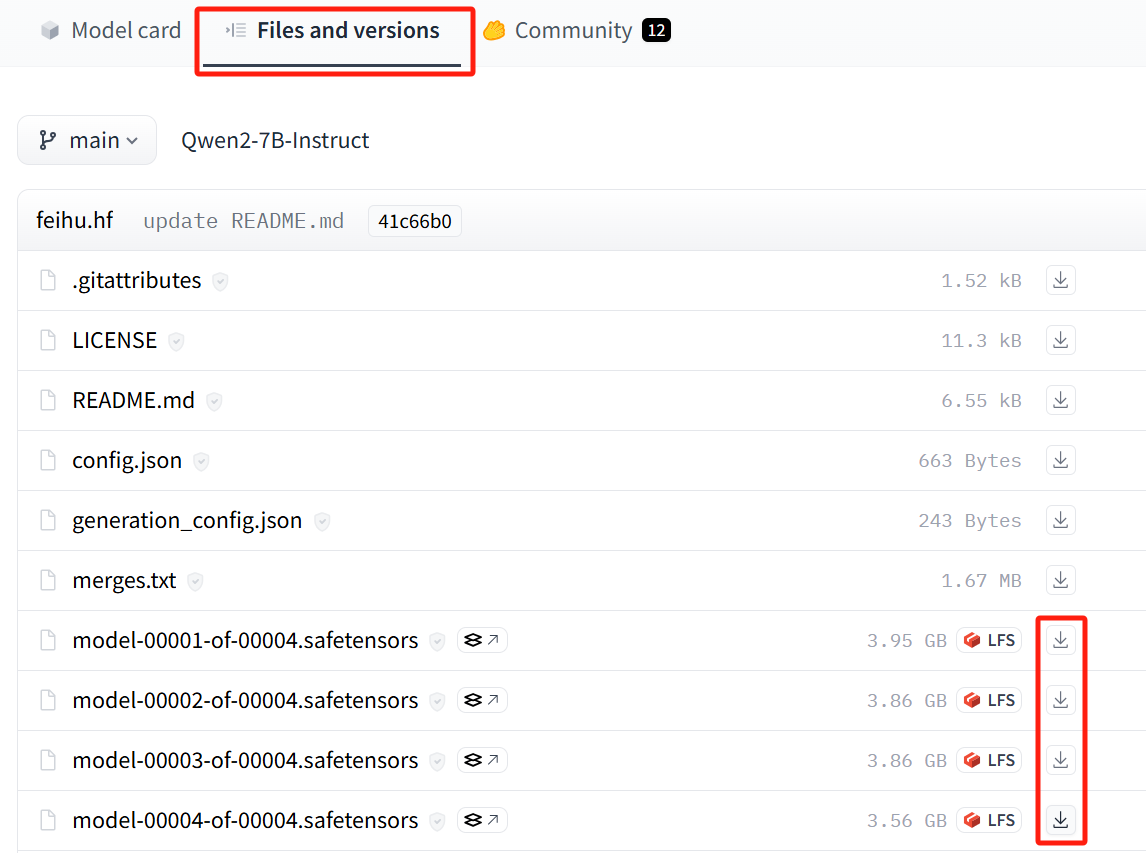 Model card Files and versions Community 12
main Qwen2-7B-Instruct
feihu.hf update README.md 41c66b0
.gitattributes 1.52 kB
LICENSE 11.3 kB
README.md 6.55 kB
config.json 663 Bytes
generation_config.json 243 Bytes
merges.txt 1.67 MB
model-00001-of-00004.safetensors 3.95 GB LFS
model-00002-of-00004.safetensors 3.86 GB LFS
model-00003-of-00004.safetensors 3.86 GB LFS
model-00004-of-00004.safetensors 3.56 GB LFS